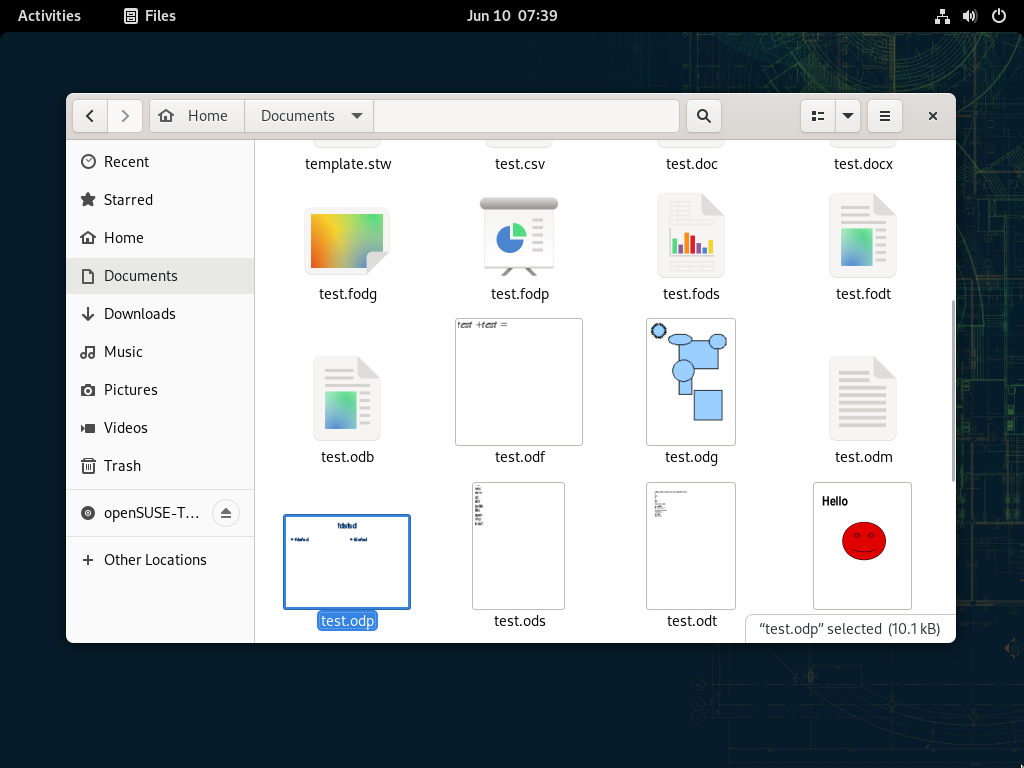 Activities Files Jun 10 07:39
Home Documents
Recent
Starred
Home
Documents
Downloads
Music
Pictures
Videos
Trash
openSUSE-T…
Other Locations
template.stw test.csv test.doc test.docx
test.fodg test.fodp test.fods test.fodt
test +test =
test.odb test.odf test.odg test.odm
Hello
test.odp test.ods test.odt
“test.odp” selected (10.1 kB)